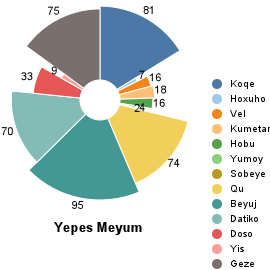 75
81
9
7
16
33
18
16
24
70
74
95
Yepes Meyum
Koqe
Hoxuho
Vel
Kumetar
Hobu
Yumoy
Sobeye
Qu
Beyuj
Datiko
Doso
Yis
Geze